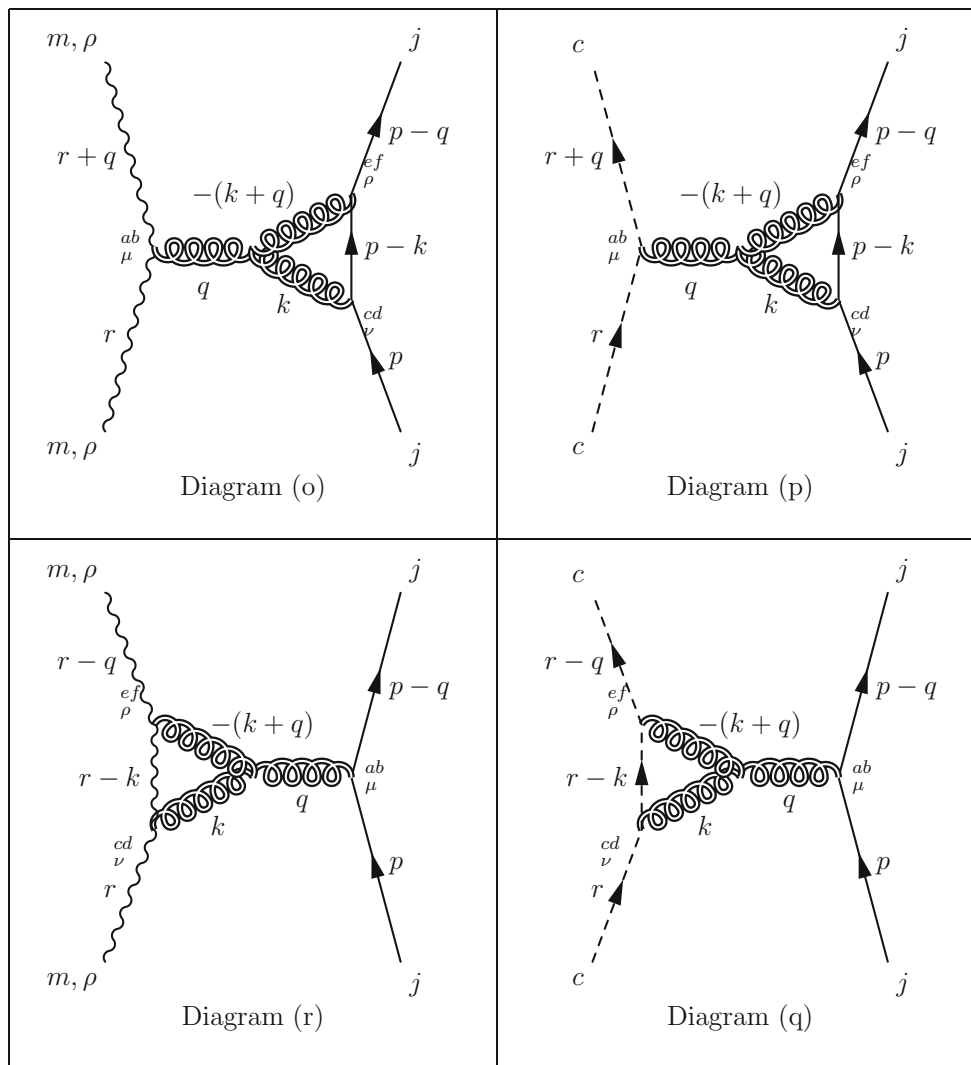 m, ρ
j
r + q
p − q
−(k + q)
ef
ρ
ab
μ
p − k
q
k
cd
ν
r
p
m, ρ
j
Diagram (o)
c
j
r + q
p − q
−(k + q)
ef
ρ
ab
μ
p − k
q
k
cd
ν
r
p
c
j
Diagram (p)
m, ρ
j
r − q
p − q
ef
ρ
−(k + q)
r − k
ab
μ
q
k
cd
ν
r
p
m, ρ
j
Diagram (r)
c
j
r − q
p − q
ef
ρ
−(k + q)
r − k
ab
μ
q
k
cd
ν
r
p
c
j
Diagram (q)